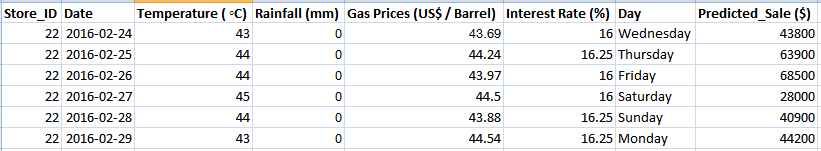 Store_ID Date Temperature ( °C) Rainfall (mm) Gas Prices (US$ / Barrel) Interest Rate (%) Day Predicted_Sale ($)
22 2016-02-24 43 0 43.69 16 Wednesday 43800
22 2016-02-25 44 0 44.24 16.25 Thursday 63900
22 2016-02-26 44 0 43.97 16 Friday 68500
22 2016-02-27 45 0 44.5 16 Saturday 28000
22 2016-02-28 44 0 43.88 16.25 Sunday 40900
22 2016-02-29 43 0 44.54 16.25 Monday 44200